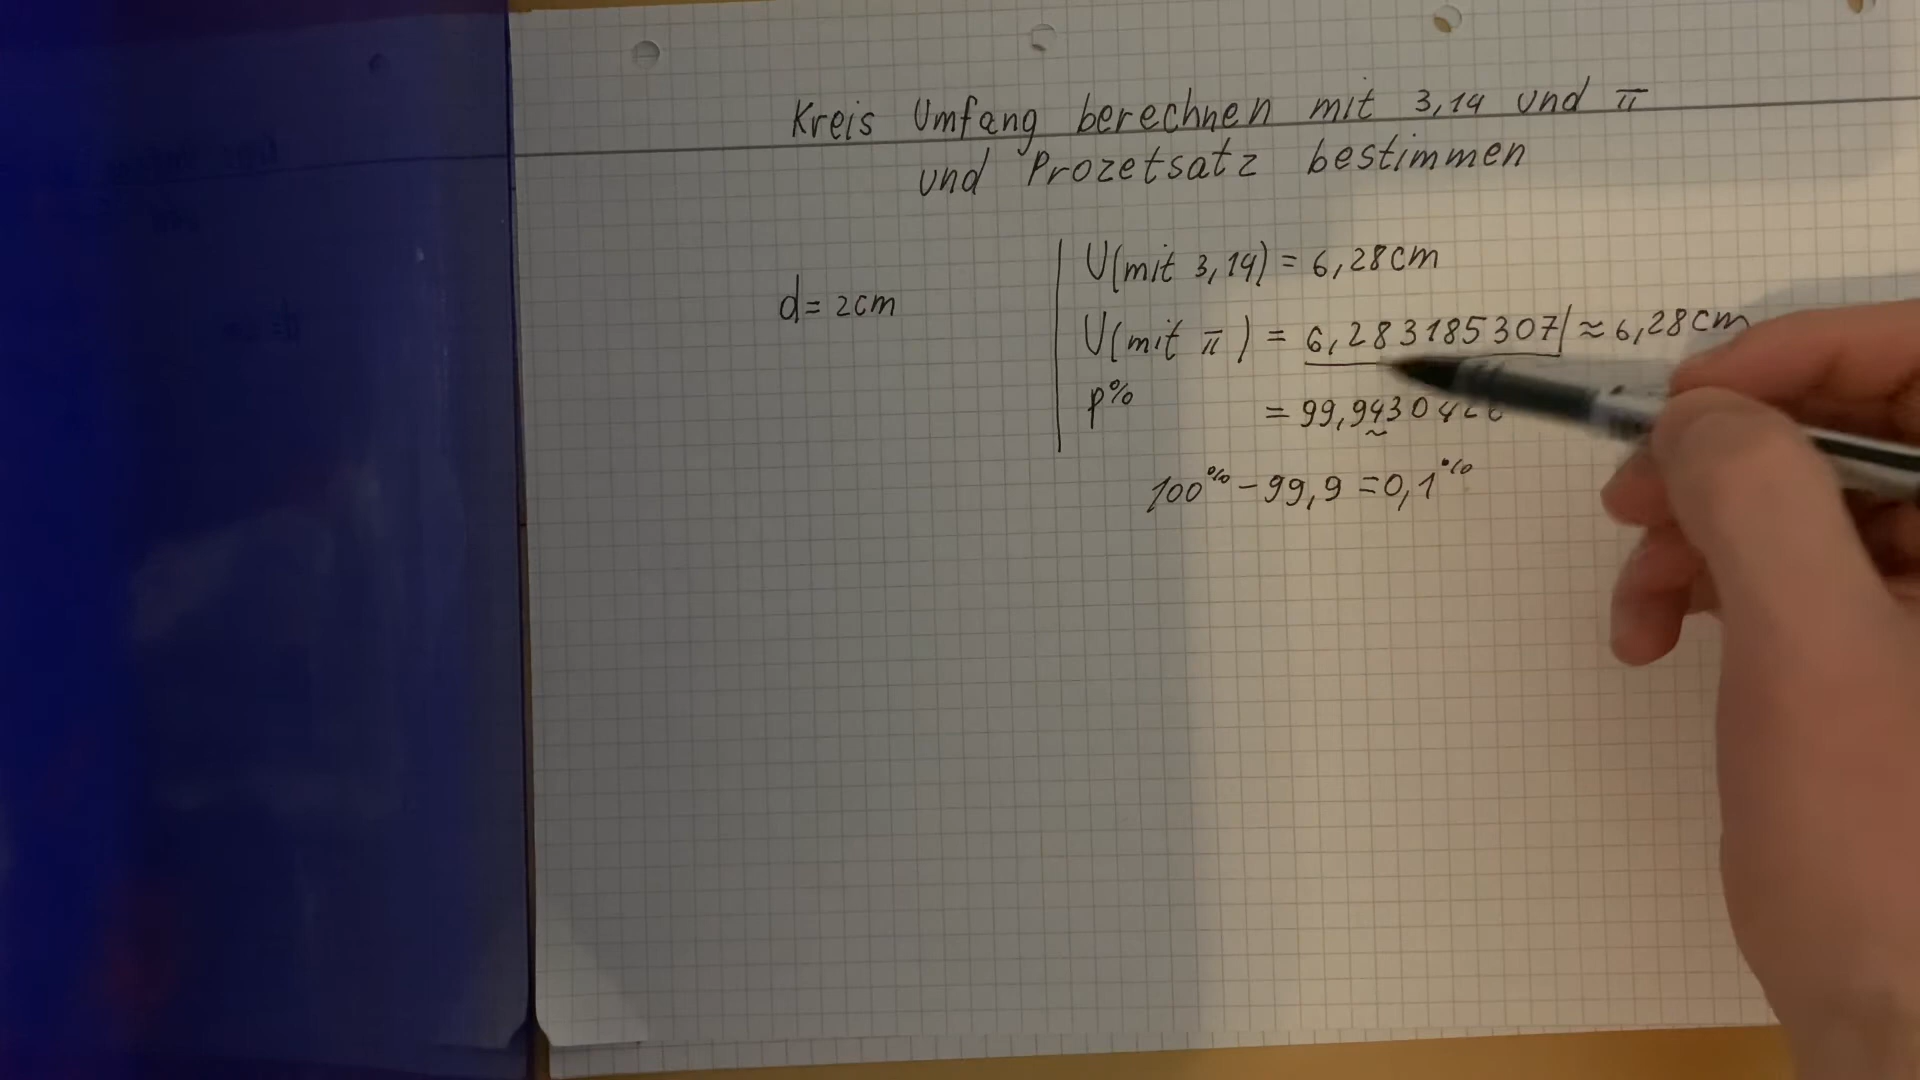 Kreis Umfang berechnen mit 3,14 und π
und Prozetsatz bestimmen
d = 2cm
U(mit 3,14) = 6,28cm
U(mit π) = 6,283185307 ≈ 6,28cm
p% = 99,9430426
100% - 99,9 = 0,1%